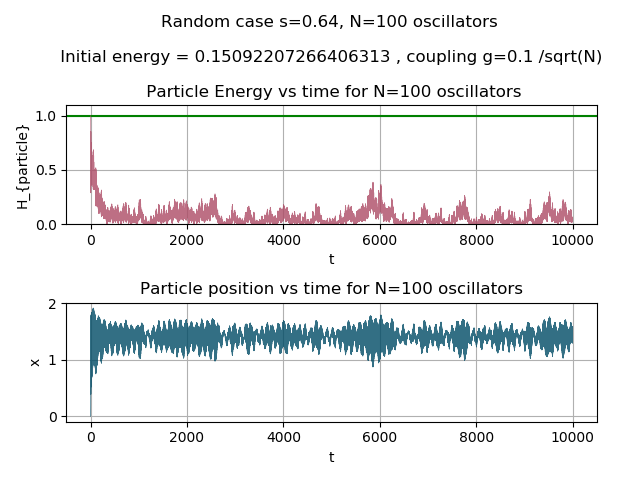 Random case s=0.64, N=100 oscillators
Initial energy = 0.15092207266406313 , coupling g=0.1 /sqrt(N)
Particle Energy vs time for N=100 oscillators
H_{particle}
1.0
0.5
0.0
0 2000 4000 6000 8000 10000
t
Particle position vs time for N=100 oscillators
x
2
1
0
0 2000 4000 6000 8000 10000
t